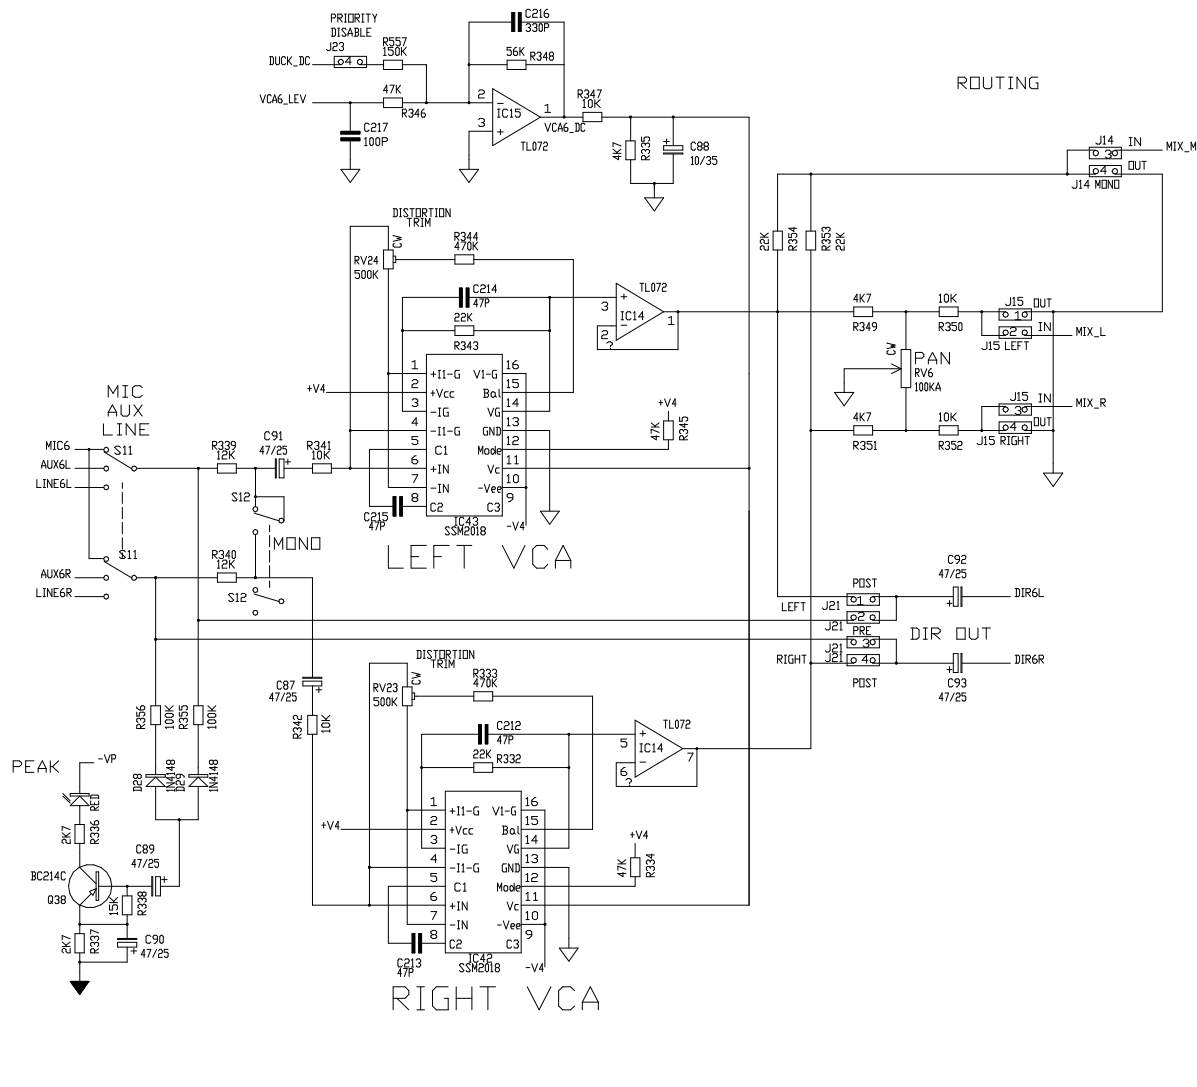 PRIORITY
DISABLE
J23
4
R557
150K
DUCK_DC
VCA6_LEV
47K
R346
C217
100P
C216
330P
56K
R348
2
3
−
+
IC15
1
VCA6_DC
TL072
R347
10K
4K7
R335
C88
10/35
+
ROUTING
J14
IN
3
MIX_M
4
OUT
J14 MONO
22K
R354
R353
22K
DISTORTION
TRIM
CW
RV24
500K
R344
470K
C214
47P
22K
R343
TL072
3
+
IC14
−
2
1
?
1
2
3
4
5
6
7
8
+I1-G
+Vcc
-IG
-I1-G
C1
+IN
-IN
C2
V1-G
Bal
VG
GND
Mode
Vc
-Vee
C3
16
15
14
13
12
11
10
9
+V4
+V4
47K
R345
-V4
IC43
SSM2018
C215
47P
LEFT VCA
4K7
R349
10K
R350
J15
OUT
1
2
IN
MIX_L
J15 LEFT
CW
PAN
RV6
100KA
4K7
R351
10K
R352
J15
IN
3
MIX_R
4
OUT
J15 RIGHT
MIC
AUX
LINE
MIC6
AUX6L
LINE6L
S11
S11
AUX6R
LINE6R
R339
12K
C91
47/25
+
R341
10K
S12
MONO
R340
12K
S12
C92
47/25
+
DIR6L
POST
LEFT
J21
1
2
J21
PRE
J21
3
RIGHT
J21
4
POST
DIR OUT
+
DIR6R
C93
47/25
C87
47/25
+
R342
10K
DISTORTION
TRIM
CW
RV23
500K
R333
470K
C212
47P
22K
R332
TL072
5
+
IC14
−
6
7
?
1
2
3
4
5
6
7
8
+I1-G
+Vcc
-IG
-I1-G
C1
+IN
-IN
C2
V1-G
Bal
VG
GND
Mode
Vc
-Vee
C3
16
15
14
13
12
11
10
9
+V4
+V4
47K
R334
-V4
IC42
SSM2018
C213
47P
RIGHT VCA
R356
100K
R355
100K
D28
1N4148
D29
1N4148
PEAK
-VP
RED
2K7
R336
BC214C
Q38
C89
47/25
+
15K
R338
2K7
R337
C90
47/25
+